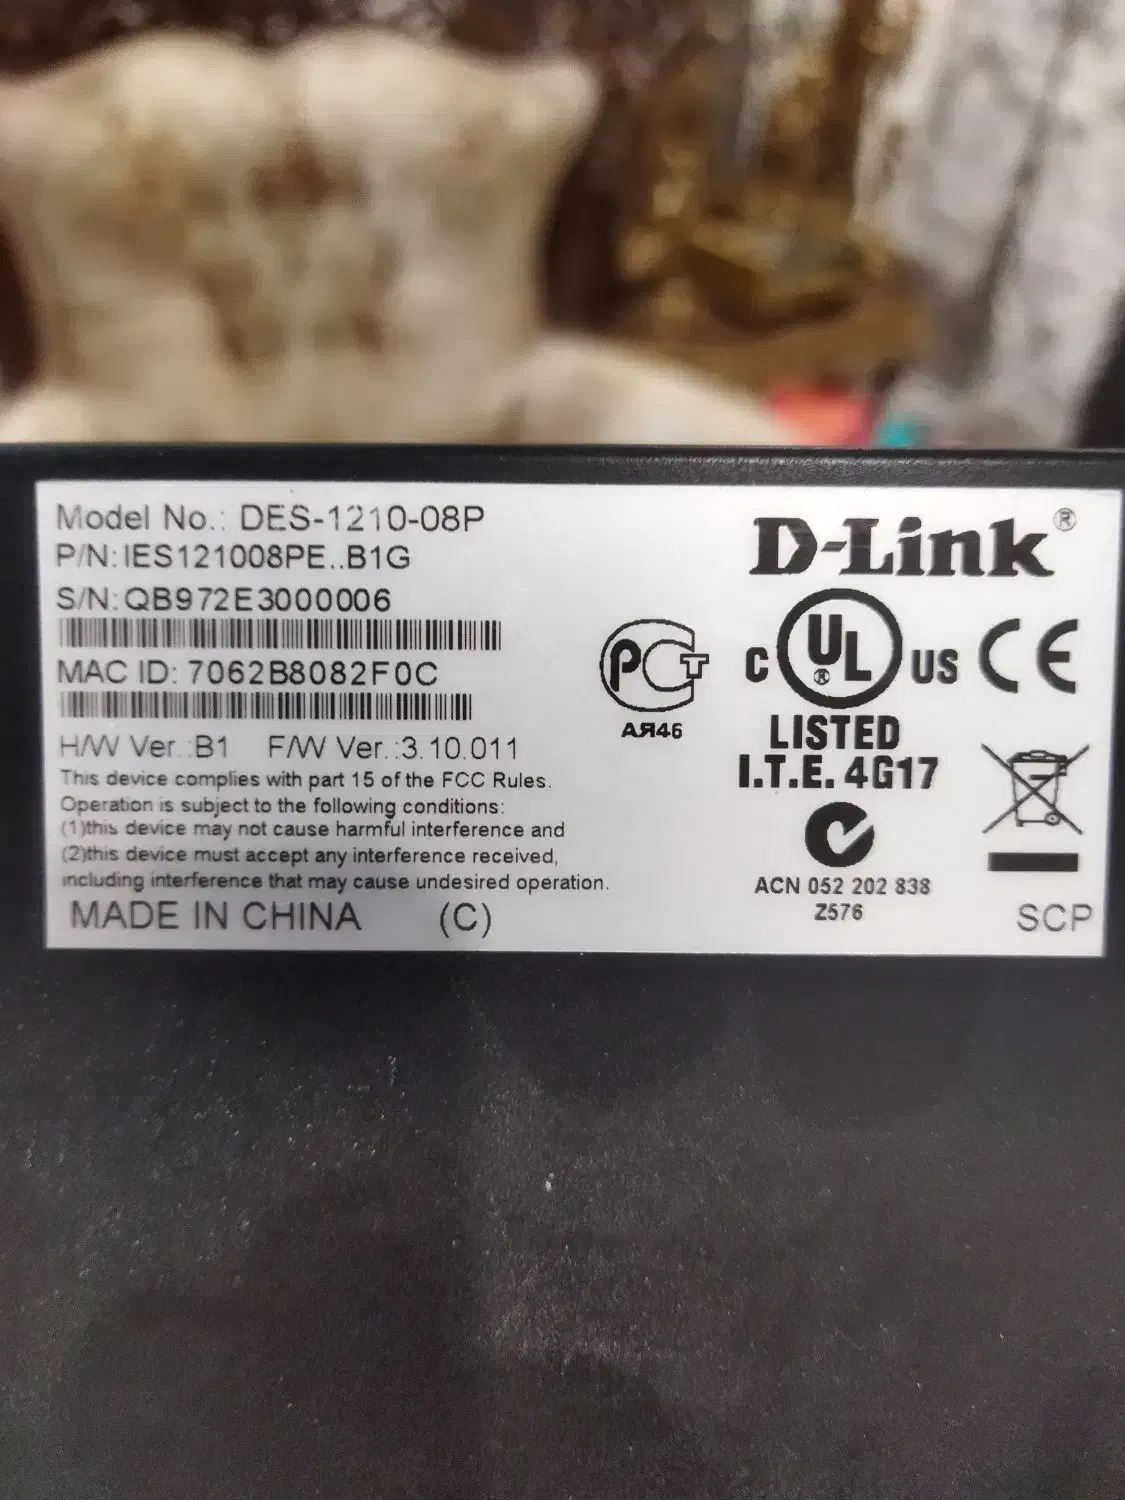 Model No.: DES-1210-08P
P/N: IES121008PE..B1G
S/N: QB972E3000006
MAC ID: 7062B8082F0C
H/W Ver.:B1 F/W Ver.:3.10.011
This device complies with part 15 of the FCC Rules.
Operation is subject to the following conditions:
(1)this device may not cause harmful interference and
(2)this device must accept any interference received,
including interference that may cause undesired operation.
MADE IN CHINA (C)
D-Link®
РСТ
АЯ46
C UL® US CE
LISTED
I.T.E. 4G17
ACN 052 202 838
Z576
SCP